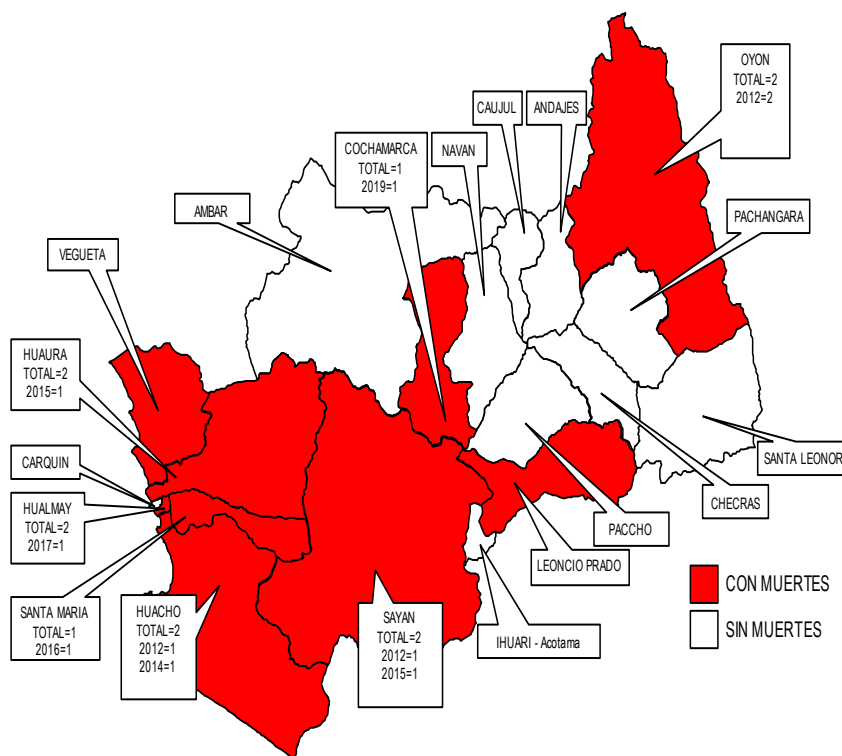 OYON
TOTAL=2
2012=2
CAUJUL
ANDAJES
COCHAMARCA
TOTAL=1
2019=1
NAVAN
AMBAR
PACHANGARA
VEGUETA
HUAURA
TOTAL=2
2015=1
CARQUIN
SANTA LEONOR
HUALMAY
TOTAL=2
2017=1
CHECRAS
PACCHO
LEONCIO PRADO
CON MUERTES
SANTA MARIA
TOTAL=1
2016=1
HUACHO
TOTAL=2
2012=1
2014=1
SAYAN
TOTAL=2
2012=1
2015=1
IHUARI - Acotama
SIN MUERTES